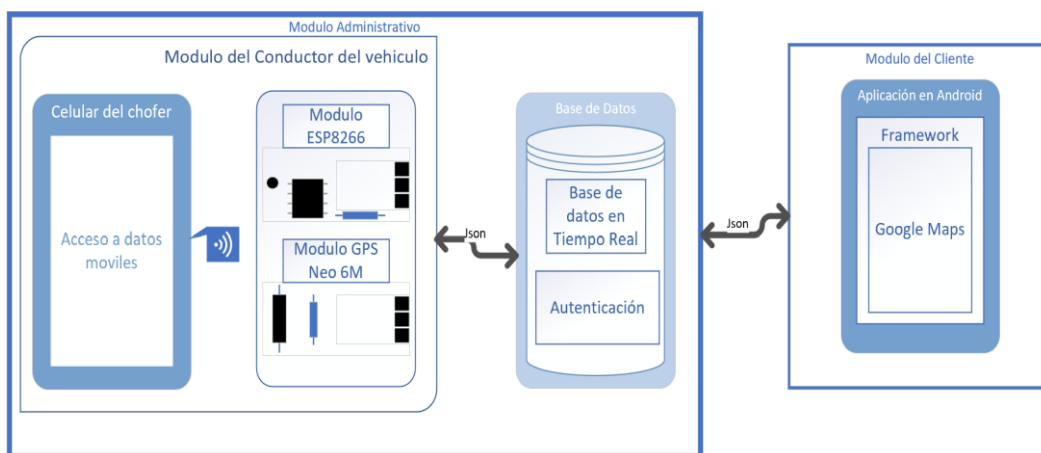 Modulo Administrativo
Modulo del Conductor del vehiculo
Celular del chofer
Acceso a datos
moviles
Modulo
ESP8266
Modulo GPS
Neo 6M
Json
Base de Datos
Base de
datos en
Tiempo Real
Autenticación
Json
Modulo del Cliente
Aplicación en Android
Framework
Google Maps